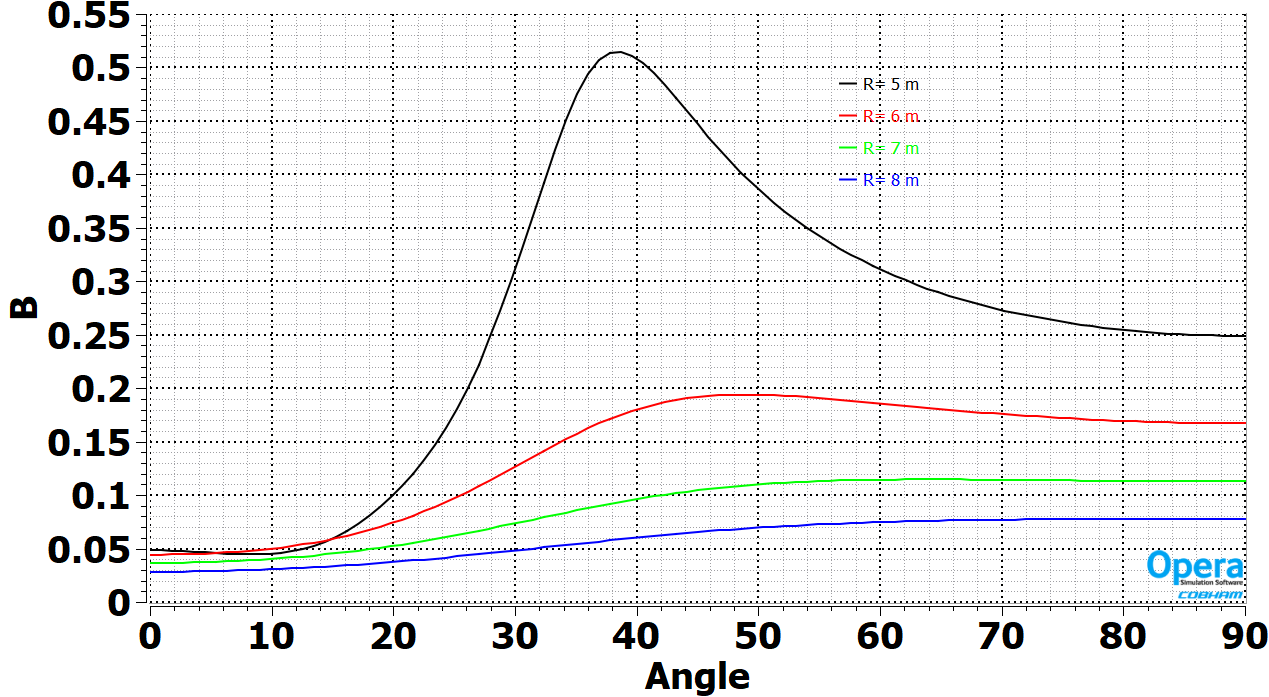 0.55
0.5
0.45
0.4
0.35
0.3
0.25
0.2
0.15
0.1
0.05
0
B
R= 5 m
R= 6 m
R= 7 m
R= 8 m
Opera
Simulation Software
COBHAM
0 10 20 30 40 50 60 70 80 90
Angle